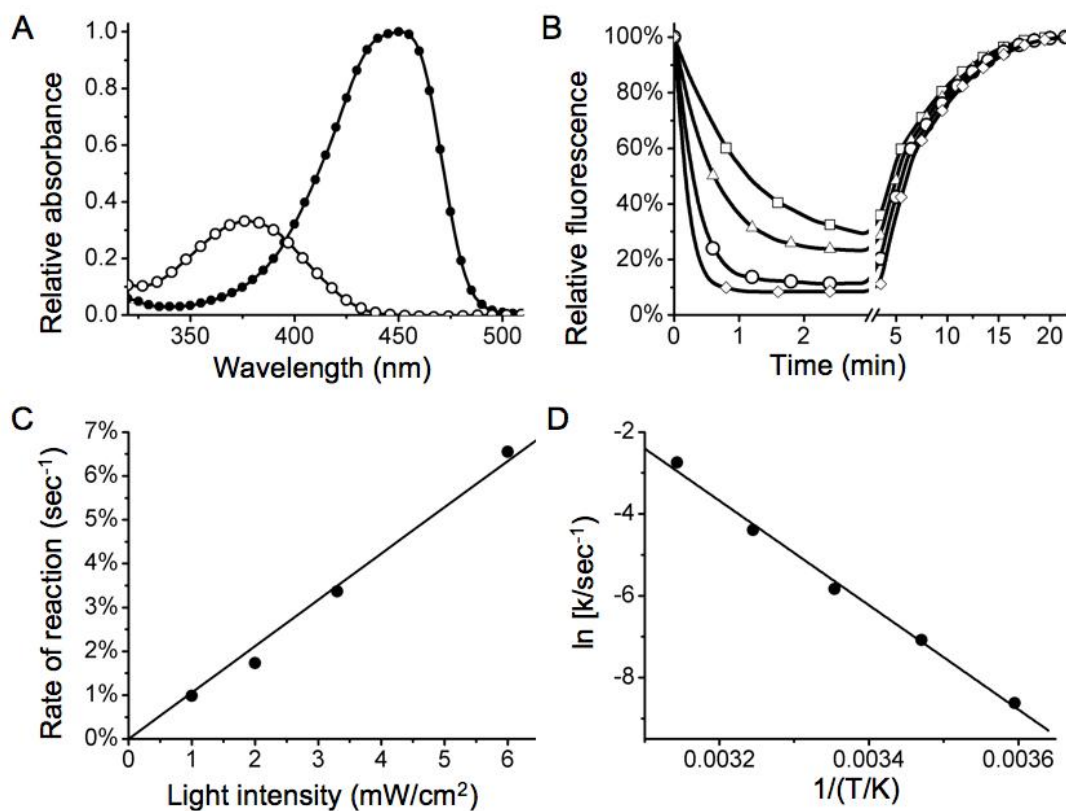 A
1.0
0.8
0.6
0.4
0.2
0.0
Relative absorbance
350 400 450 500
Wavelength (nm)
B
100%
80%
60%
40%
20%
0%
Relative fluorescence
0 1 2 5 10 15 20
Time (min)
C
7%
6%
5%
4%
3%
2%
1%
0%
Rate of reaction (sec⁻¹)
0 1 2 3 4 5 6
Light intensity (mW/cm²)
D
-2
-4
-6
-8
ln [k/sec⁻¹)
0.0032 0.0034 0.0036
1/(T/K)